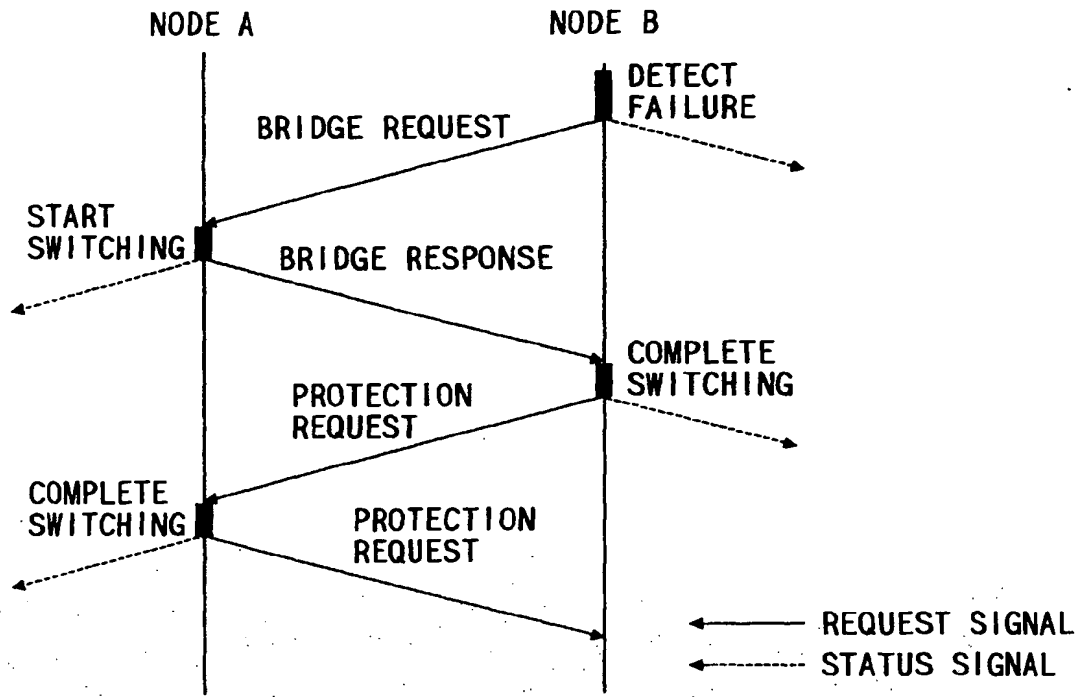 NODE A
NODE B
DETECT
FAILURE
BRIDGE REQUEST
START
SWITCHING
BRIDGE RESPONSE
COMPLETE
SWITCHING
PROTECTION
REQUEST
COMPLETE
SWITCHING
PROTECTION
REQUEST
REQUEST SIGNAL
STATUS SIGNAL